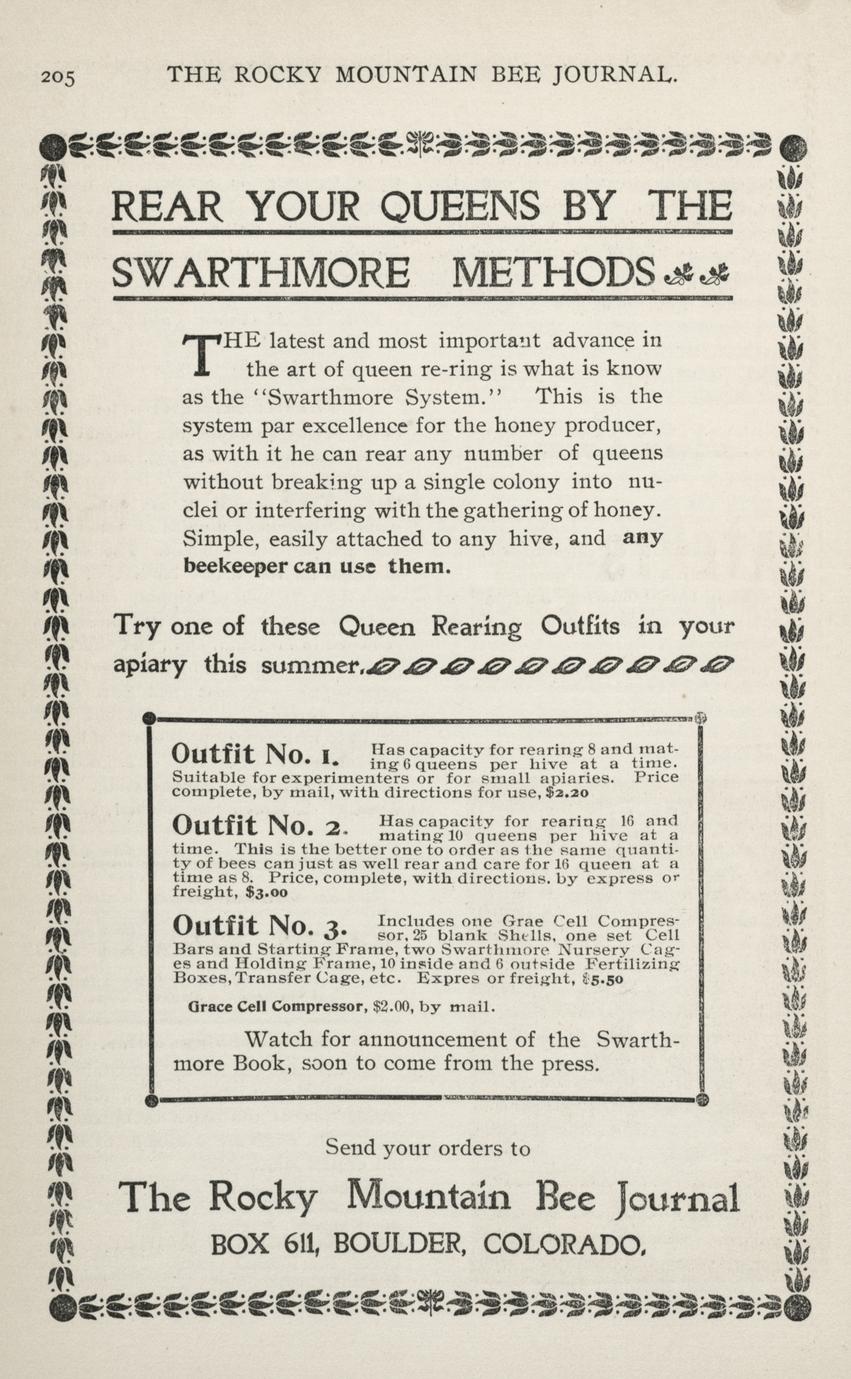 205 THE ROCKY MOUNTAIN BEE JOURNAL.
REAR YOUR QUEENS BY THE
SWARTHMORE METHODS
THE latest and most important advance in
the art of queen re-ring is what is know
as the ‘‘Swarthmore System.’’ This is the
system par excellence for the honey producer,
as with it he can rear any number of queens
without breaking up a single colony into nu-
clei or interfering with the gathering of honey.
Simple, easily attached to any hive, and any
beekeeper can use them.
Try one of these Queen Rearing Outfits in your
apiary this summer.
Outfit No. 1. Has capacity for rearing 8 and mat-
ing 6 queens per hive at a time.
Suitable for experimenters or for small apiaries. Price
complete, by mail, with directions for use, $2.20
Outfit No. 2. Has capacity for rearing 16 and
mating 10 queens per hive at a
time. This is the better one to order as the same quanti-
ty of bees can just as well rear and care for 16 queen at a
time as 8. Price, complete, with directions. by express or
freight, $3.00
Outfit No. 3. Includes one Grae Cell Compres-
sor, 25 blank Shells, one set Cell
Bars and Starting Frame, two Swarthmore Nursery Cag-
es and Holding Frame, 10 inside and 6 outside Fertilizing
Boxes, Transfer Cage, etc. Expres or freight, $5.50
Grace Cell Compressor, $2.00, by mail.
Watch for announcement of the Swarth-
more Book, soon to come from the press.
Send your orders to
The Rocky Mountain Bee Journal
BOX 611, BOULDER, COLORADO.